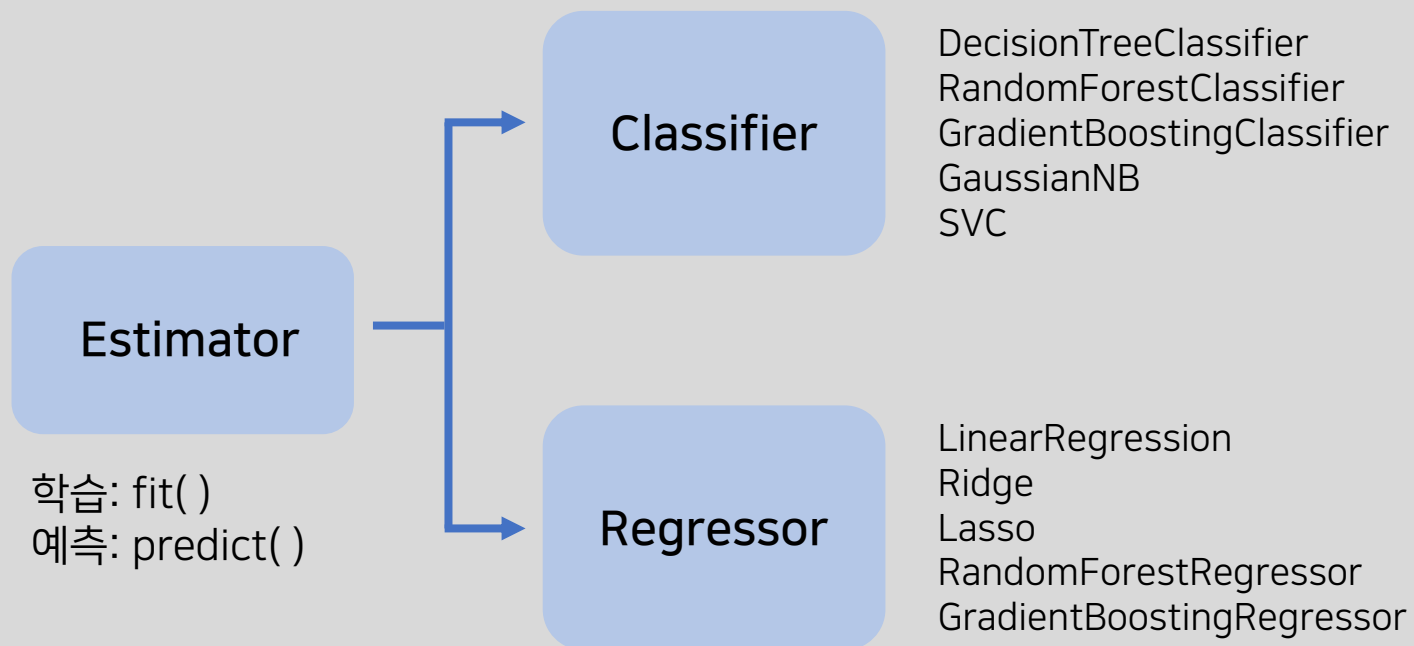 Estimator
학습: fit( )
예측: predict( )
Classifier
DecisionTreeClassifier
RandomForestClassifier
GradientBoostingClassifier
GaussianNB
SVC
Regressor
LinearRegression
Ridge
Lasso
RandomForestRegressor
GradientBoostingRegressor